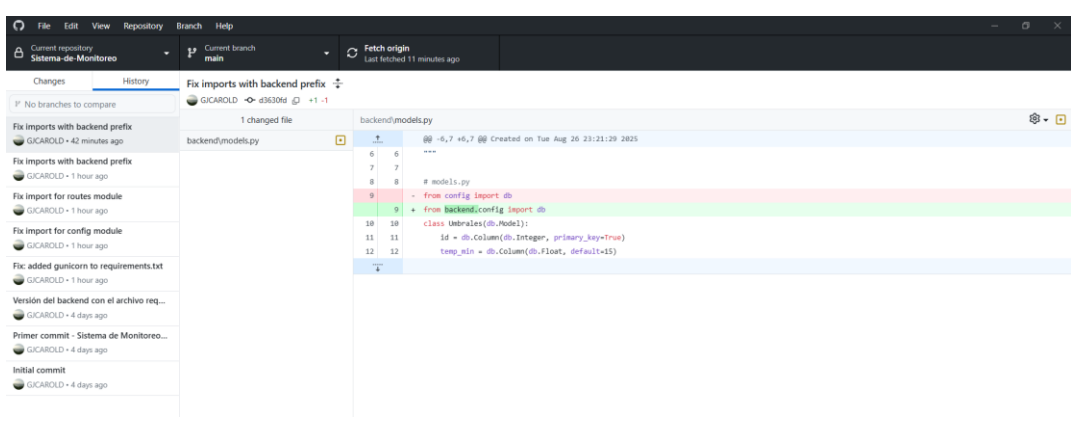 File Edit View Repository Branch Help
Current repository
Sistema-de-Monitoreo
Current branch
main
Fetch origin
Last fetched 11 minutes ago
Changes
History
No branches to compare
Fix imports with backend prefix
GJCAROLD • 42 minutes ago
Fix imports with backend prefix
GJCAROLD • 1 hour ago
Fix import for routes module
GJCAROLD • 1 hour ago
Fix import for config module
GJCAROLD • 1 hour ago
Fix: added gunicorn to requirements.txt
GJCAROLD • 1 hour ago
Versión del backend con el archivo req...
GJCAROLD • 4 days ago
Primer commit - Sistema de Monitoreo...
GJCAROLD • 4 days ago
Initial commit
GJCAROLD • 4 days ago
Fix imports with backend prefix
GJCAROLD d3630fd +1 -1
1 changed file
backend\models.py
backend\models.py
@@ -6,7 +6,7 @@ Created on Tue Aug 26 23:21:29 2025
6 6 """
7 7
8 8 # models.py
9 - from config import db
9 + from backend.config import db
10 10 class Umbrales(db.Model):
11 11 id = db.Column(db.Integer, primary_key=True)
12 12 temp_min = db.Column(db.Float, default=15)